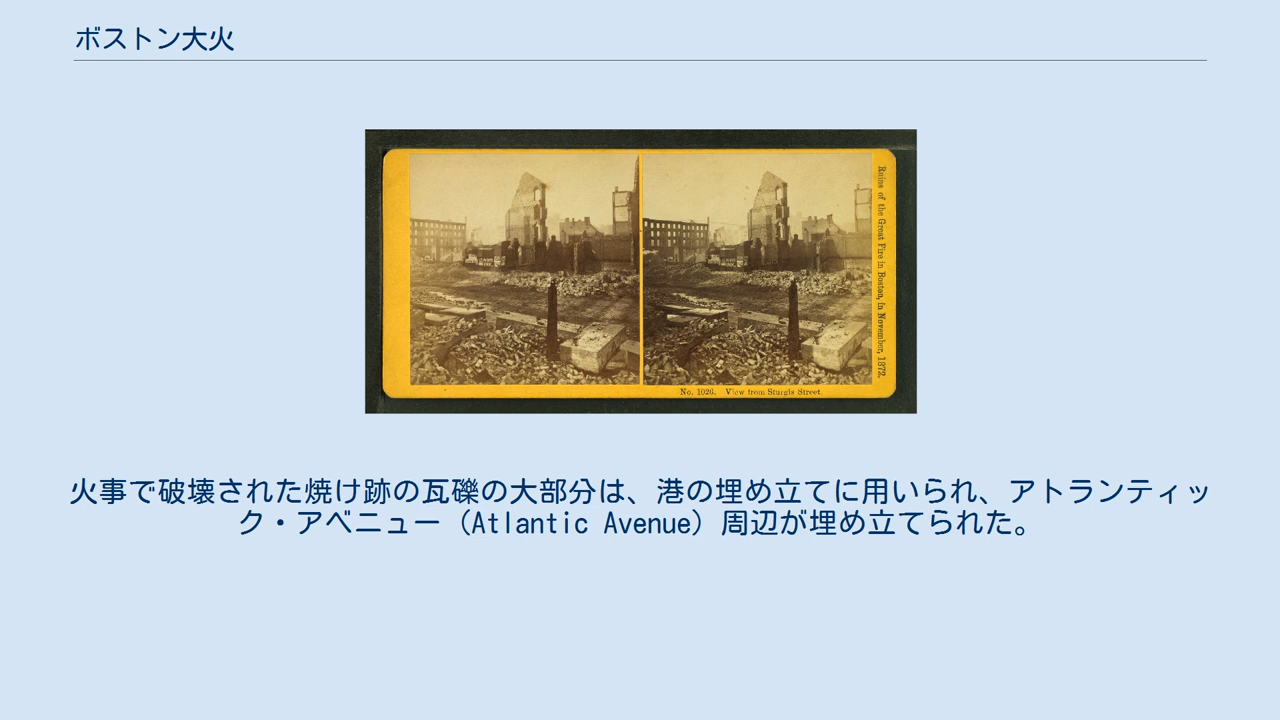 ボストン大火
Ruins of the Great Fire in Boston, in November, 1872.
No. 1026. View from Sturgis Street.
火事で破壊された焼け跡の瓦礫の大部分は、港の埋め立てに用いられ、アトランティッ
ク・アベニュー（Atlantic Avenue）周辺が埋め立てられた。